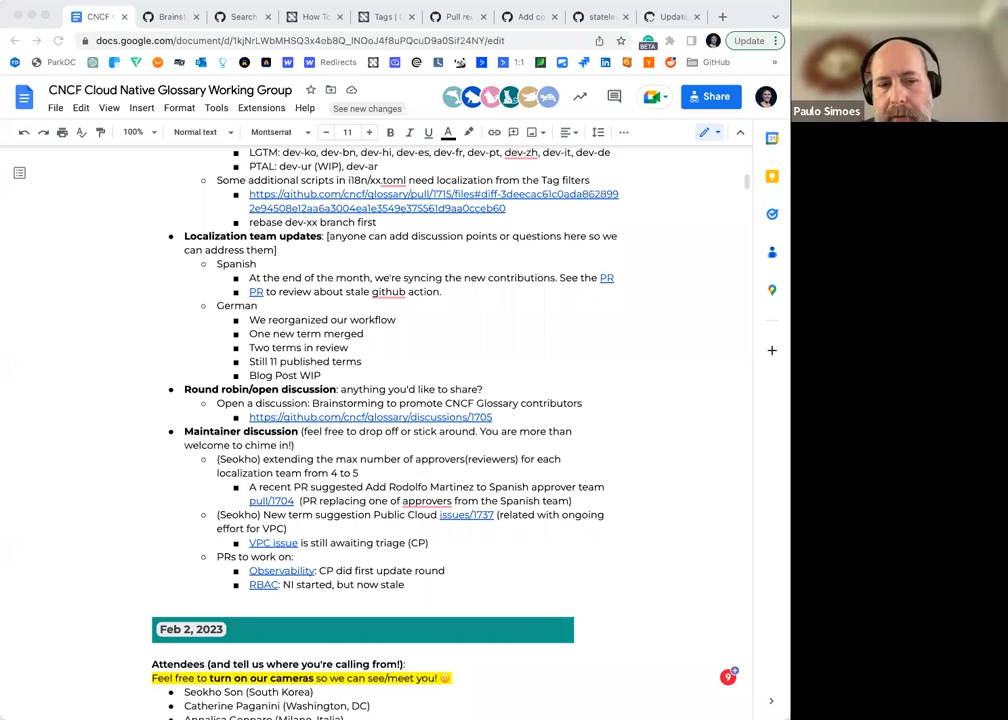 CNCF
Brainst
Search
How To
Tags | C
Pull re
Add co
stateles
Update
docs.google.com/document/d/1kjNrLWbMHSQ3x4ob8Q_lNOoJ4f8uPQcuD9a0Sif24NY/edit
BETA
Update
ParkDC
Redirects
1:1
GitHub
CNCF Cloud Native Glossary Working Group
File Edit View Insert Format Tools Extensions Help
See new changes
Share
100%
Normal text
Montserrat
11
LGTM: dev-ko, dev-bn, dev-hi, dev-es, dev-fr, dev-pt, dev-zh, dev-it, dev-de
PTAL: dev-ur (WIP), dev-ar
Some additional scripts in i18n/xx.toml need localization from the Tag filters
https://github.com/cncf/glossary/pull/1715/files#diff-3deecac61c0ada862899
2e94508e12aa6a3004ea1e3549e375561d9aa0cceb60
rebase dev-xx branch first
Localization team updates: [anyone can add discussion points or questions here so we
can address them]
Spanish
At the end of the month, we're syncing the new contributions. See the PR
PR to review about stale github action.
German
We reorganized our workflow
One new term merged
Two terms in review
Still 11 published terms
Blog Post WIP
Round robin/open discussion: anything you'd like to share?
Open a discussion: Brainstorming to promote CNCF Glossary contributors
https://github.com/cncf/glossary/discussions/1705
Maintainer discussion (feel free to drop off or stick around. You are more than
welcome to chime in!)
(Seokho) extending the max number of approvers(reviewers) for each
localization team from 4 to 5
A recent PR suggested Add Rodolfo Martinez to Spanish approver team
pull/1704 (PR replacing one of approvers from the Spanish team)
(Seokho) New term suggestion Public Cloud issues/1737 (related with ongoing
effort for VPC)
VPC issue is still awaiting triage (CP)
PRs to work on:
Observability: CP did first update round
RBAC: NI started, but now stale
Feb 2, 2023
Attendees (and tell us where you're calling from!):
Feel free to turn on our cameras so we can see/meet you!
Seokho Son (South Korea)
Catherine Paganini (Washington, DC)
Annalisa Gennaro (Milano, Italia)
9
Paulo Simoes